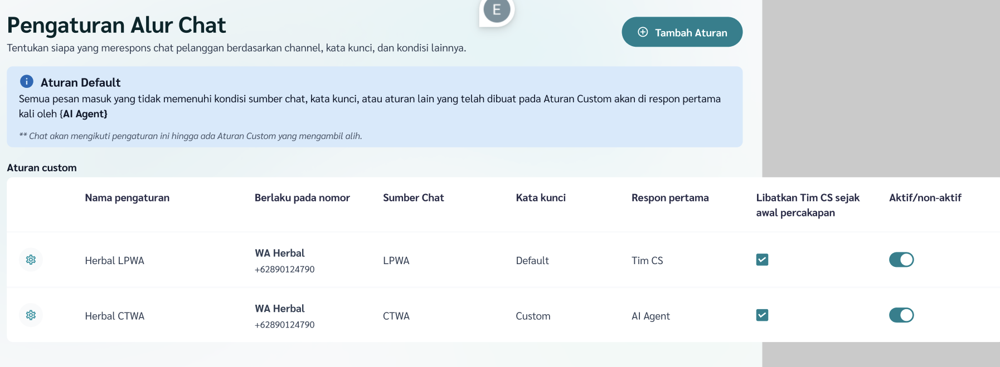 E
Pengaturan Alur Chat
Tambah Aturan
Tentukan siapa yang merespons chat pelanggan berdasarkan channel, kata kunci, dan kondisi lainnya.
Aturan Default
Semua pesan masuk yang tidak memenuhi kondisi sumber chat, kata kunci, atau aturan lain yang telah dibuat pada Aturan Custom akan di respon pertama
kali oleh {AI Agent}
** Chat akan mengikuti pengaturan ini hingga ada Aturan Custom yang mengambil alih.
Aturan custom
Nama pengaturan
Berlaku pada nomor
Sumber Chat
Kata kunci
Respon pertama
Libatkan Tim CS sejak
awal percakapan
Aktif/non-aktif
Herbal LPWA
WA Herbal
+62890124790
LPWA
Default
Tim CS
Herbal CTWA
WA Herbal
+62890124790
CTWA
Custom
AI Agent